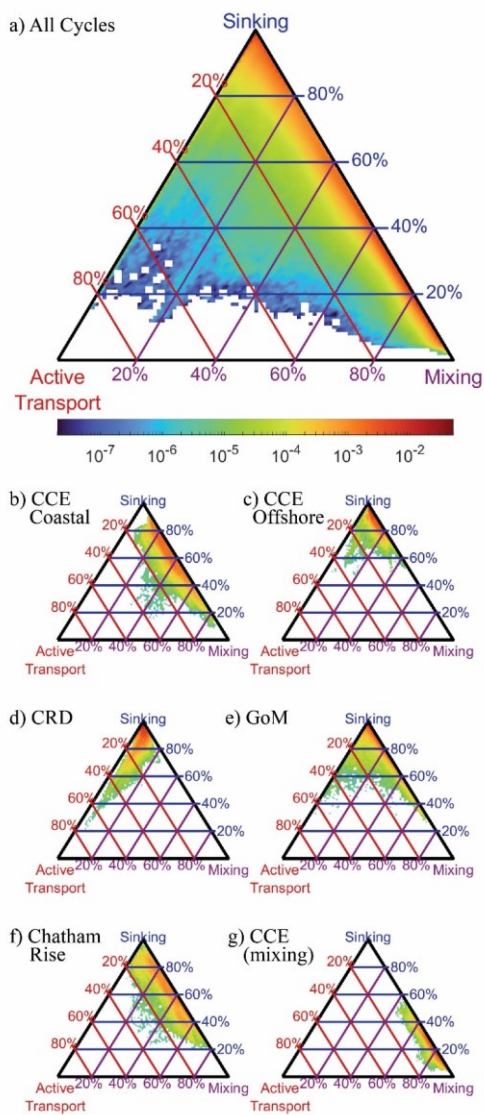 a) All Cycles
Sinking
20%
80%
40%
60%
60%
40%
80%
20%
Active
Transport
20%
40%
60%
80%
Mixing
10⁻⁷
10⁻⁶
10⁻⁵
10⁻⁴
10⁻³
10⁻²
b) CCE
Coastal
Sinking
20%
80%
40%
60%
60%
40%
80%
20%
Active
Transport
20%
40%
60%
80%
Mixing
c) CCE
Offshore
Sinking
20%
80%
40%
60%
60%
40%
80%
20%
Active
Transport
20%
40%
60%
80%
Mixing
d) CRD
Sinking
20%
80%
40%
60%
60%
40%
80%
20%
Active
Transport
20%
40%
60%
80%
Mixing
e) GoM
Sinking
20%
80%
40%
60%
60%
40%
80%
20%
Active
Transport
20%
40%
60%
80%
Mixing
f) Chatham
Rise
Sinking
20%
80%
40%
60%
60%
40%
80%
20%
Active
Transport
20%
40%
60%
80%
Mixing
g) CCE
(mixing)
Sinking
20%
80%
40%
60%
60%
40%
80%
20%
Active
Transport
20%
40%
60%
80%
Mixing